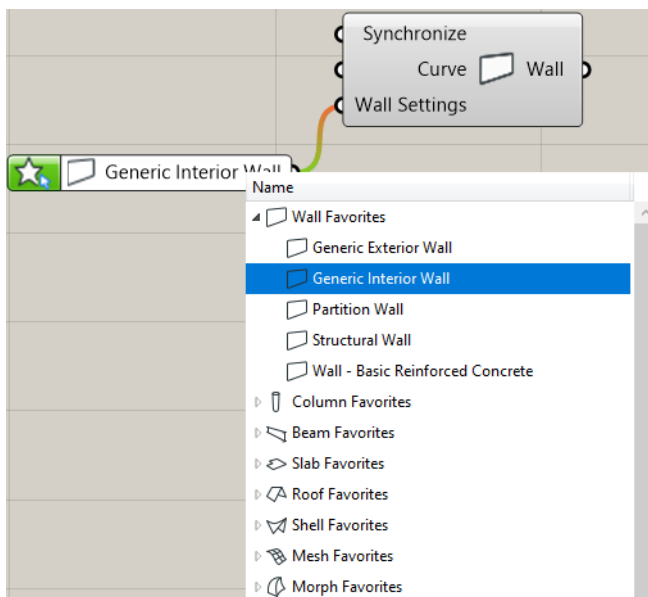 Synchronize
Curve
Wall
Wall Settings
Generic Interior Wall
Name
Wall Favorites
Generic Exterior Wall
Generic Interior Wall
Partition Wall
Structural Wall
Wall - Basic Reinforced Concrete
Column Favorites
Beam Favorites
Slab Favorites
Roof Favorites
Shell Favorites
Mesh Favorites
Morph Favorites